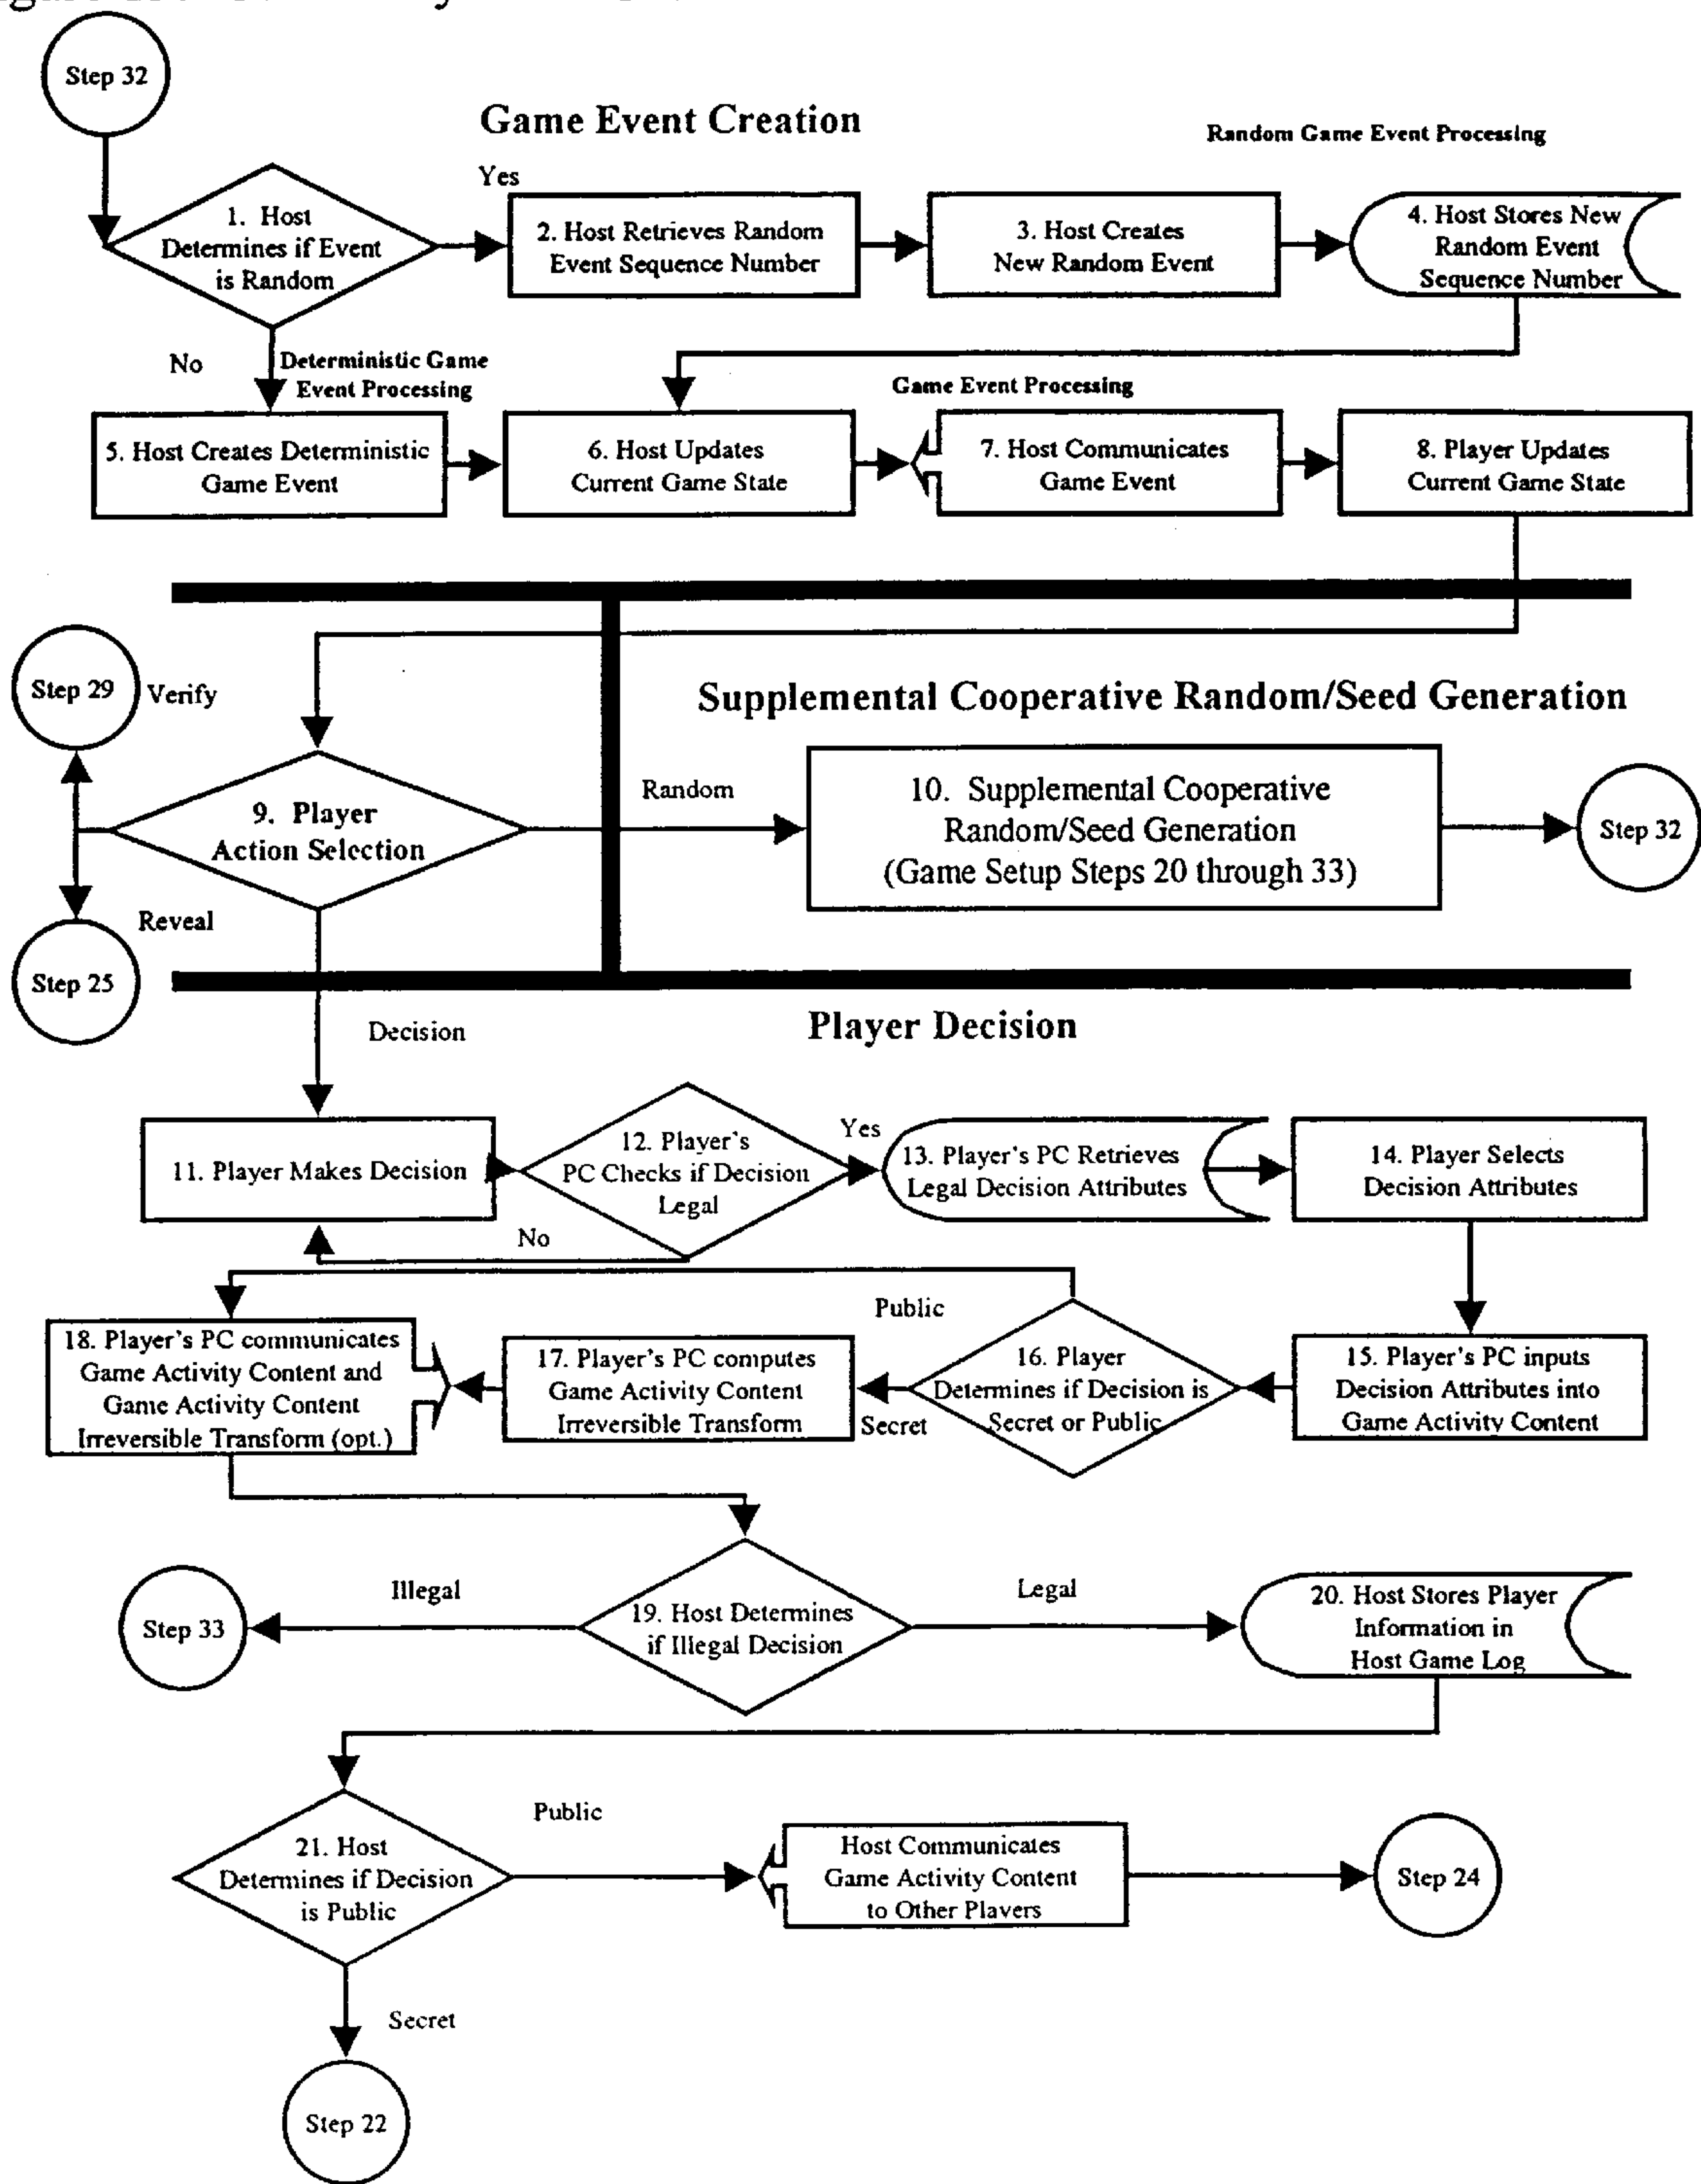 Step 32
Game Event Creation
Random Game Event Processing
Yes
1. Host
Determines if Event
is Random
2. Host Retrieves Random
Event Sequence Number
3. Host Creates
New Random Event
4. Host Stores New
Random Event
Sequence Number
No
Deterministic Game
Event Processing
Game Event Processing
5. Host Creates Deterministic
Game Event
6. Host Updates
Current Game State
7. Host Communicates
Game Event
8. Player Updates
Current Game State
Step 29
Verify
Supplemental Cooperative Random/Seed Generation
9. Player
Action Selection
Random
10. Supplemental Cooperative
Random/Seed Generation
(Game Setup Steps 20 through 33)
Step 32
Reveal
Step 25
Decision
Player Decision
11. Player Makes Decision
12. Player's
PC Checks if Decision
Legal
Yes
13. Player's PC Retrieves
Legal Decision Attributes
14. Player Selects
Decision Attributes
No
Public
18. Player's PC communicates
Game Activity Content and
Game Activity Content
Irreversible Transform (opt.)
17. Player's PC computes
Game Activity Content
Irreversible Transform
Secret
16. Player
Determines if Decision is
Secret or Public
15. Player's PC inputs
Decision Attributes into
Game Activity Content
Illegal
Legal
Step 33
19. Host Determines
if Illegal Decision
20. Host Stores Player
Information in
Host Game Log
Public
21. Host
Determines if Decision
is Public
Host Communicates
Game Activity Content
to Other Players
Step 24
Secret
Step 22